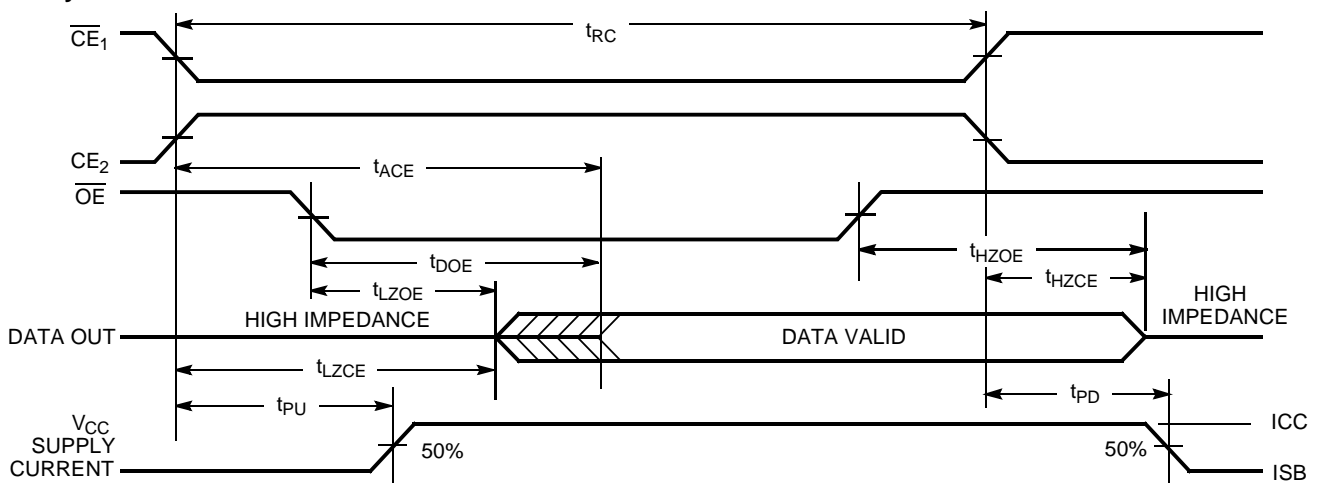 CE1
tRC
CE2
tACE
OE
tHZOE
tDOE
tHZCE
tLZOE
HIGH IMPEDANCE
HIGH
IMPEDANCE
DATA OUT
DATA VALID
tLZCE
tPU
tPD
VCC
SUPPLY
CURRENT
50%
50%
ICC
ISB